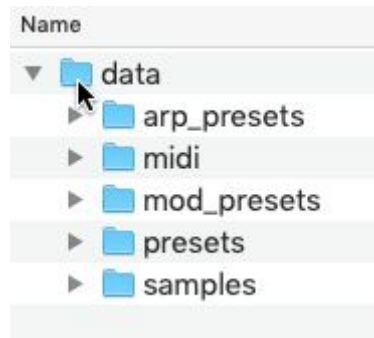 Name
data
arp_presets
midi
mod_presets
presets
samples